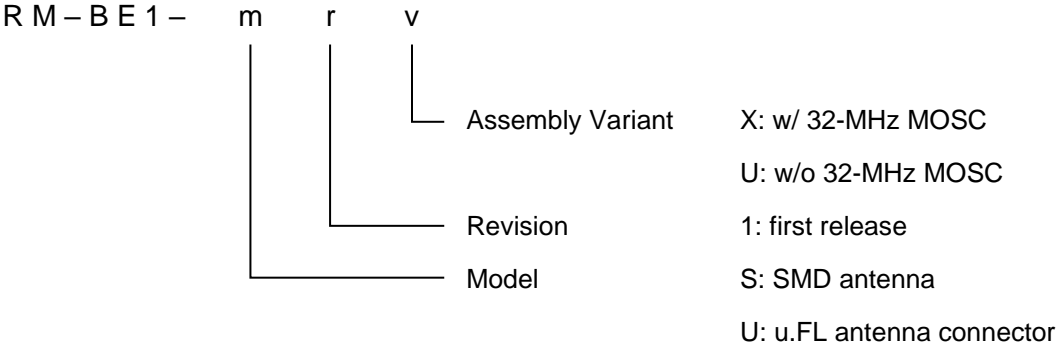 R M – B E 1 – m r v
Assembly Variant X: w/ 32-MHz MOSC
U: w/o 32-MHz MOSC
Revision 1: first release
Model S: SMD antenna
U: u.FL antenna connector